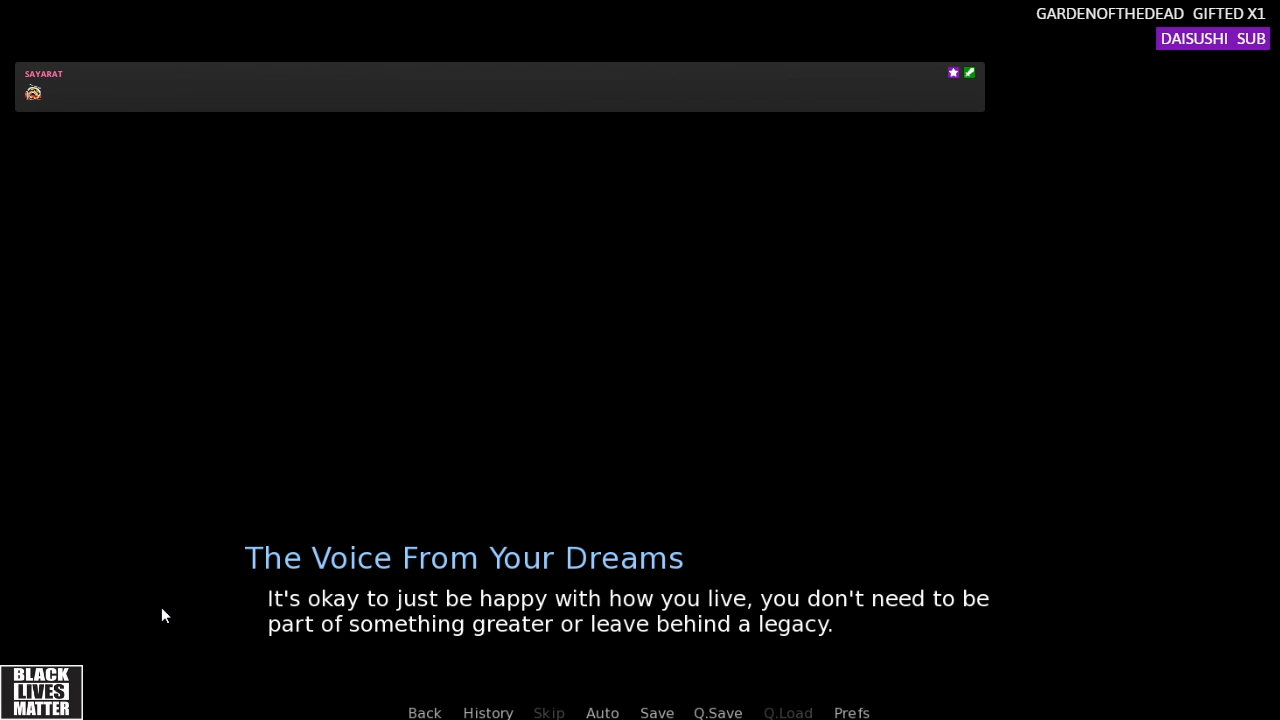 GARDENOFTHEDEAD GIFTED X1
DAISUSHI SUB
SAYARAT
The Voice From Your Dreams
It's okay to just be happy with how you live, you don't need to be
part of something greater or leave behind a legacy.
BLACK
LIVES
MATTER
Back History Skip Auto Save Q.Save Q.Load Prefs